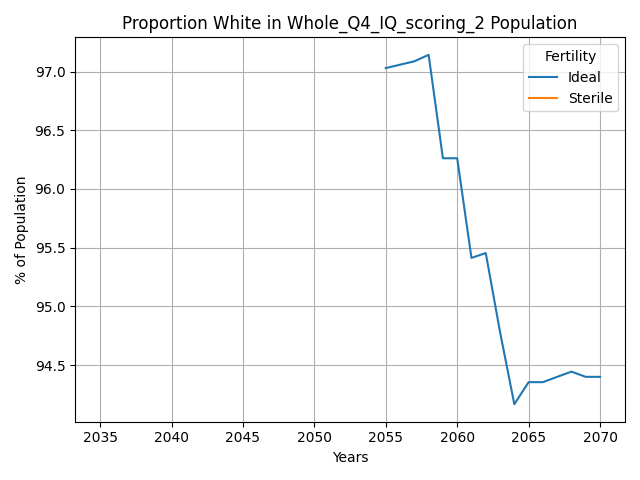 Proportion White in Whole_Q4_IQ_scoring_2 Population
Fertility
Ideal
Sterile
97.0
96.5
96.0
95.5
95.0
94.5
% of Population
2035 2040 2045 2050 2055 2060 2065 2070
Years